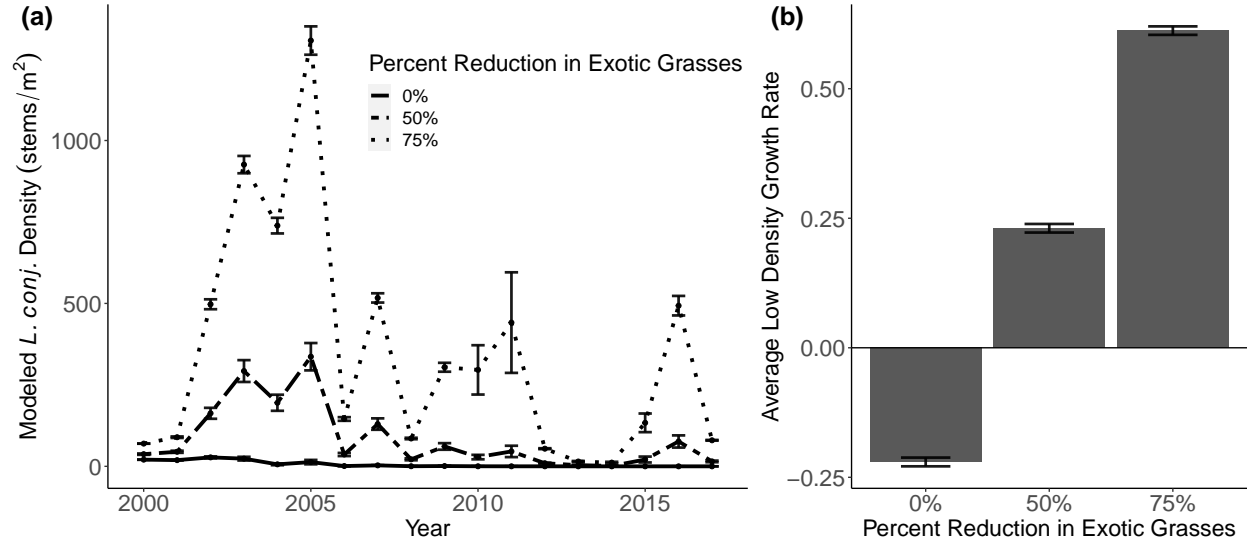 (a)
Modeled L. conj. Density (stems/m²)
1000
500
0
2000
2005
2010
2015
Year
Percent Reduction in Exotic Grasses
0%
50%
75%
(b)
Average Low Density Growth Rate
0.50
0.25
0.00
−0.25
0%
50%
75%
Percent Reduction in Exotic Grasses